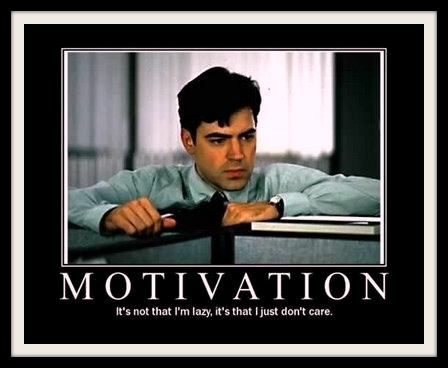 MOTIVATION
It's not that I'm lazy, it's that I just don't care.